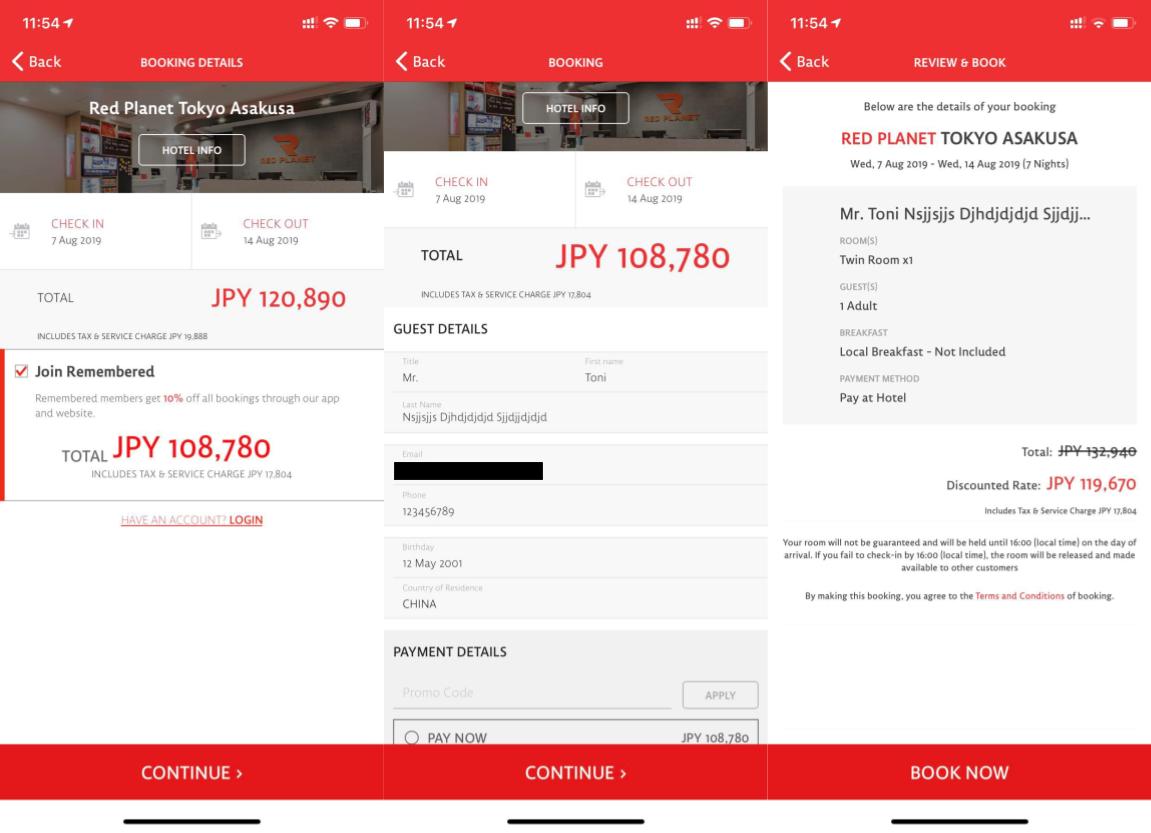 11:54
Back
BOOKING DETAILS
Red Planet Tokyo Asakusa
HOTEL INFO
RED PLANET
CHECK IN
7 Aug 2019
CHECK OUT
14 Aug 2019
TOTAL
JPY 120,890
INCLUDES TAX & SERVICE CHARGE JPY 19,888
Join Remembered
Remembered members get 10% off all bookings through our app
and website.
TOTAL JPY 108,780
INCLUDES TAX & SERVICE CHARGE JPY 17,804
HAVE AN ACCOUNT? LOGIN
CONTINUE >
11:54
Back
BOOKING
HOTEL INFO
RED PLANET
CHECK IN
7 Aug 2019
CHECK OUT
14 Aug 2019
TOTAL
JPY 108,780
INCLUDES TAX & SERVICE CHARGE JPY 17,804
GUEST DETAILS
Title
Mr.
First name
Toni
Last Name
Nsjjsjjs Djhdjdjdjd Sjjdjjdjdjd
Email
Phone
123456789
Birthday
12 May 2001
Country of Residence
CHINA
PAYMENT DETAILS
Promo Code
APPLY
PAY NOW
JPY 108,780
CONTINUE >
11:54
Back
REVIEW & BOOK
Below are the details of your booking
RED PLANET TOKYO ASAKUSA
Wed, 7 Aug 2019 - Wed, 14 Aug 2019 (7 Nights)
Mr. Toni Nsjjsjjs Djhdjdjdjd Sjjdjj...
ROOM(S)
Twin Room x1
GUEST(S)
1 Adult
BREAKFAST
Local Breakfast - Not Included
PAYMENT METHOD
Pay at Hotel
Total: JPY 132,940
Discounted Rate: JPY 119,670
Includes Tax & Service Charge JPY 17,804
Your room will not be guaranteed and will be held until 16:00 (local time) on the day of
arrival. If you fail to check-in by 16:00 (local time), the room will be released and made
available to other customers
By making this booking, you agree to the Terms and Conditions of booking.
BOOK NOW